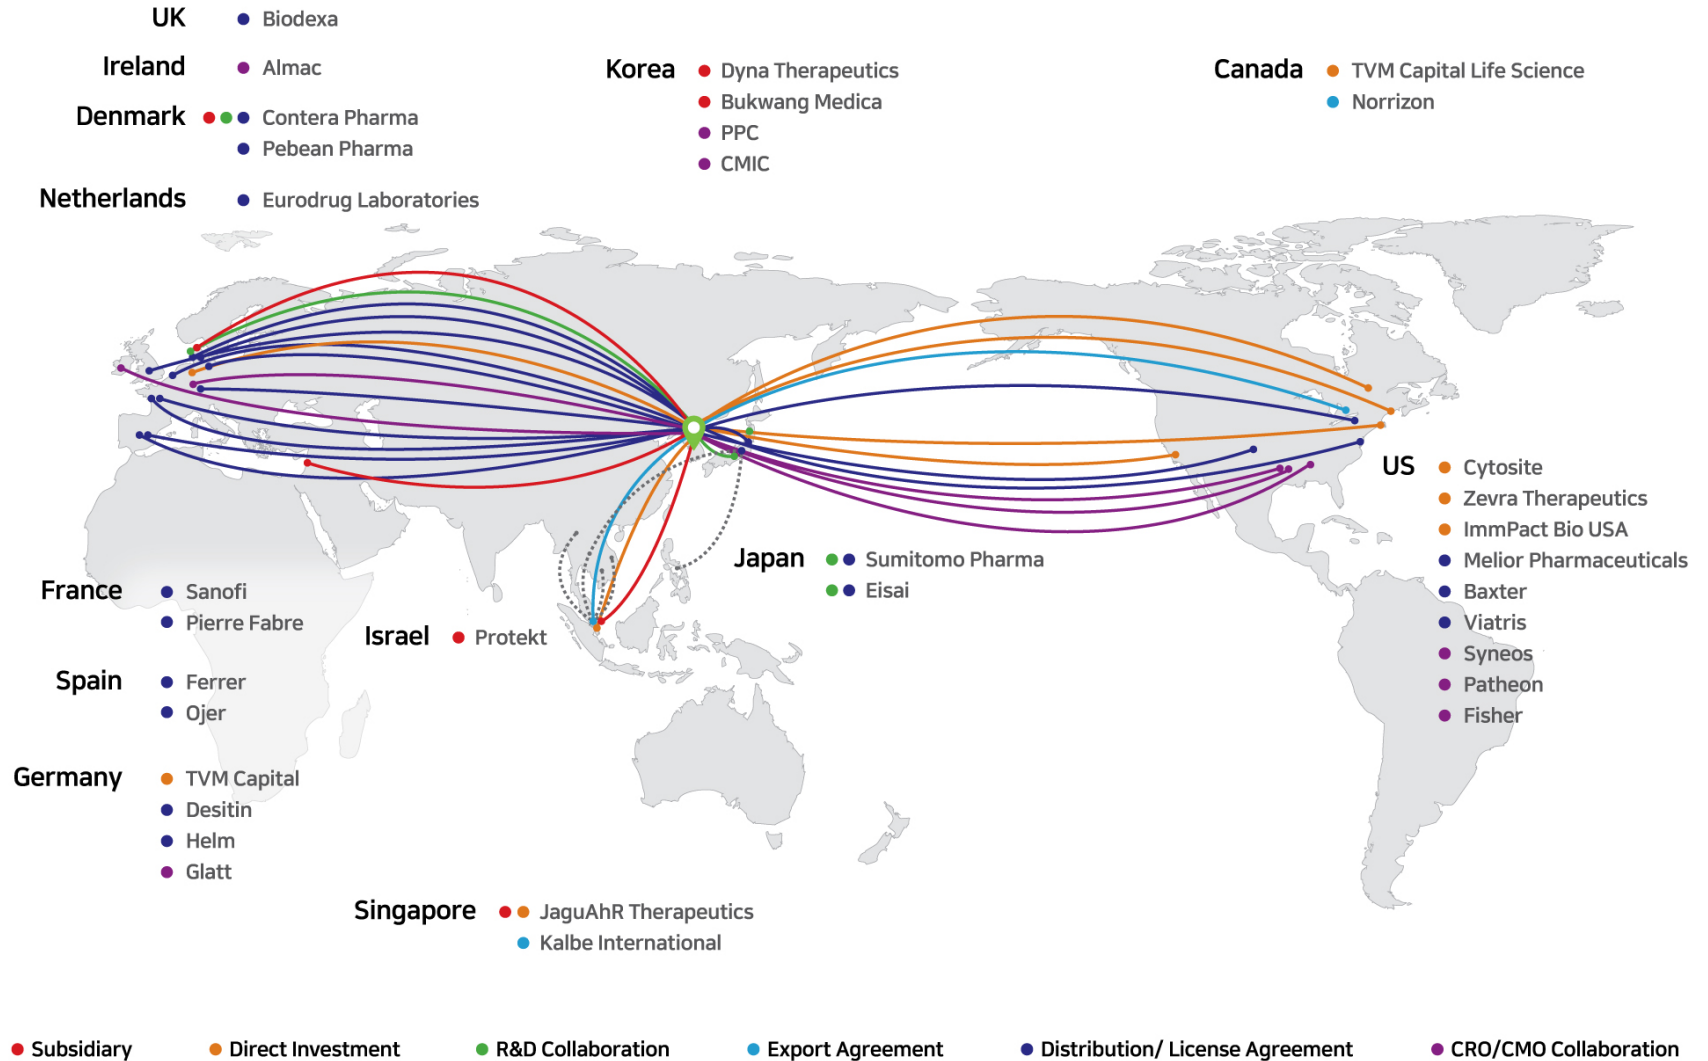 UK Biodexa
Ireland Almac
Denmark Contera Pharma
Pebean Pharma
Netherlands Eurodrug Laboratories
Korea Dyna Therapeutics
Bukwang Medica
PPC
CMIC
Canada TVM Capital Life Science
Norrizon
US Cytosite
Zevra Therapeutics
ImmPact Bio USA
Melior Pharmaceuticals
Baxter
Viatris
Syneos
Patheon
Fisher
Japan Sumitomo Pharma
Eisai
France Sanofi
Pierre Fabre
Israel Protekt
Spain Ferrer
Ojer
Germany TVM Capital
Desitin
Helm
Glatt
Singapore JaguAhR Therapeutics
Kalbe International
Subsidiary Direct Investment R&D Collaboration Export Agreement Distribution/ License Agreement CRO/CMO Collaboration